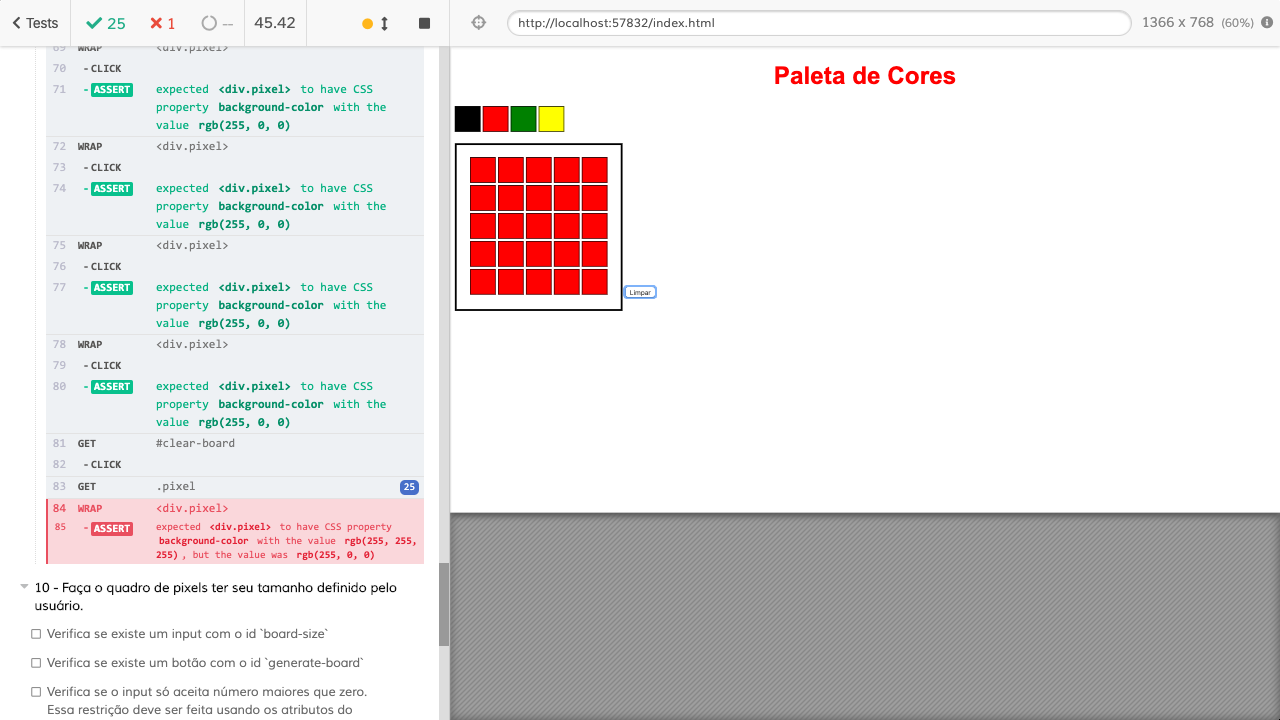 Tests
25
1
--
45.42
http://localhost:57832/index.html
1366 x 768 (60%)
69 WRAP <div.pixel>
70 -CLICK
71 -ASSERT expected <div.pixel> to have CSS
property background-color with the
value rgb(255, 0, 0)
72 WRAP <div.pixel>
73 -CLICK
74 -ASSERT expected <div.pixel> to have CSS
property background-color with the
value rgb(255, 0, 0)
75 WRAP <div.pixel>
76 -CLICK
77 -ASSERT expected <div.pixel> to have CSS
property background-color with the
value rgb(255, 0, 0)
78 WRAP <div.pixel>
79 -CLICK
80 -ASSERT expected <div.pixel> to have CSS
property background-color with the
value rgb(255, 0, 0)
81 GET #clear-board
82 -CLICK
83 GET .pixel 25
84 WRAP <div.pixel>
85 -ASSERT expected <div.pixel> to have CSS property
background-color with the value rgb(255, 255,
255) , but the value was rgb(255, 0, 0)
10 - Faça o quadro de pixels ter seu tamanho definido pelo
usuário.
Verifica se existe um input com o id `board-size`
Verifica se existe um botão com o id `generate-board`
Verifica se o input só aceita número maiores que zero.
Essa restrição deve ser feita usando os atributos do
Paleta de Cores
Limpar